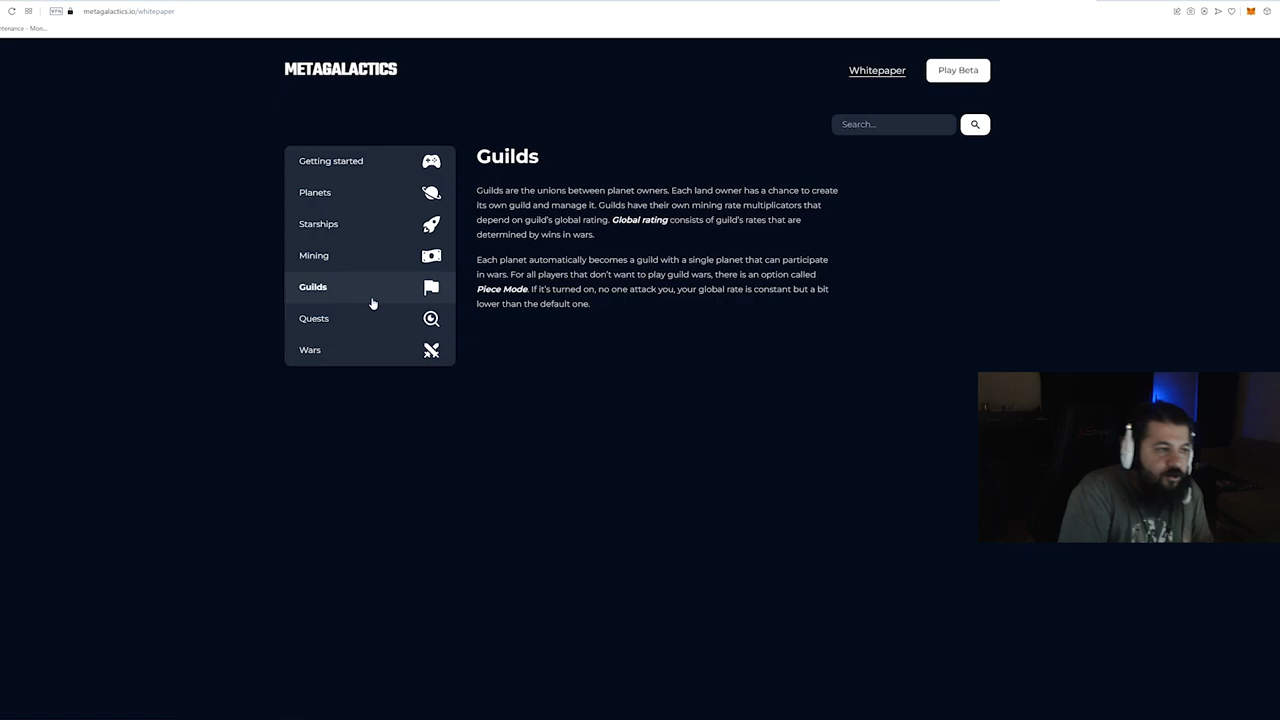 metagalactics.io/whitepaper
VPN
ntenance - Mon...
METAGALACTICS
Whitepaper
Play Beta
Search...
Getting started
Planets
Starships
Mining
Guilds
Quests
Wars
Guilds
Guilds are the unions between planet owners. Each land owner has a chance to create
its own guild and manage it. Guilds have their own mining rate multiplicators that
depend on guild's global rating. Global rating consists of guild's rates that are
determined by wins in wars.
Each planet automatically becomes a guild with a single planet that can participate
in wars. For all players that don't want to play guild wars, there is an option called
Piece Mode. If it's turned on, no one attack you, your global rate is constant but a bit
lower than the default one.